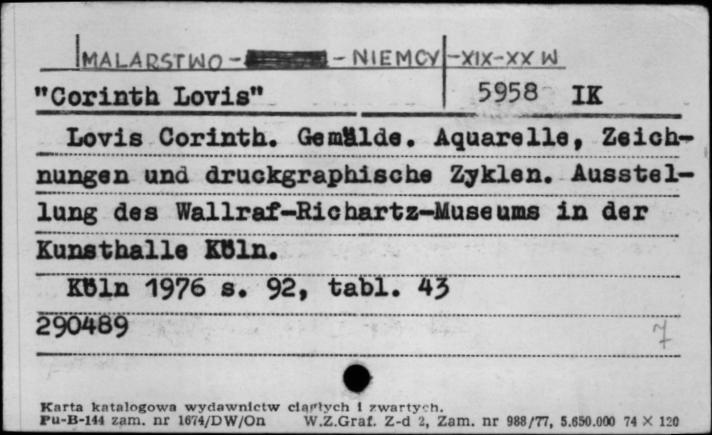 MALARSTWO - - NIEMCY -XIX-XX W
"Corinth Lovis" 5958 IK
Lovis Corinth. Gemälde. Aquarelle, Zeich-
nungen und druckgraphische Zyklen. Ausstel-
lung des Wallraf-Richartz-Museums in der
Kunsthalle Köln.
Köln 1976 s. 92, tabl. 43
290489 7
Karta katalogowa wydawnictw ciągłych i zwartych.
Pu-B-144 zam. nr 1674/DW/On W.Z.Graf. Z-d 2, Zam. nr 988/77, 5.650.000 74 × 120